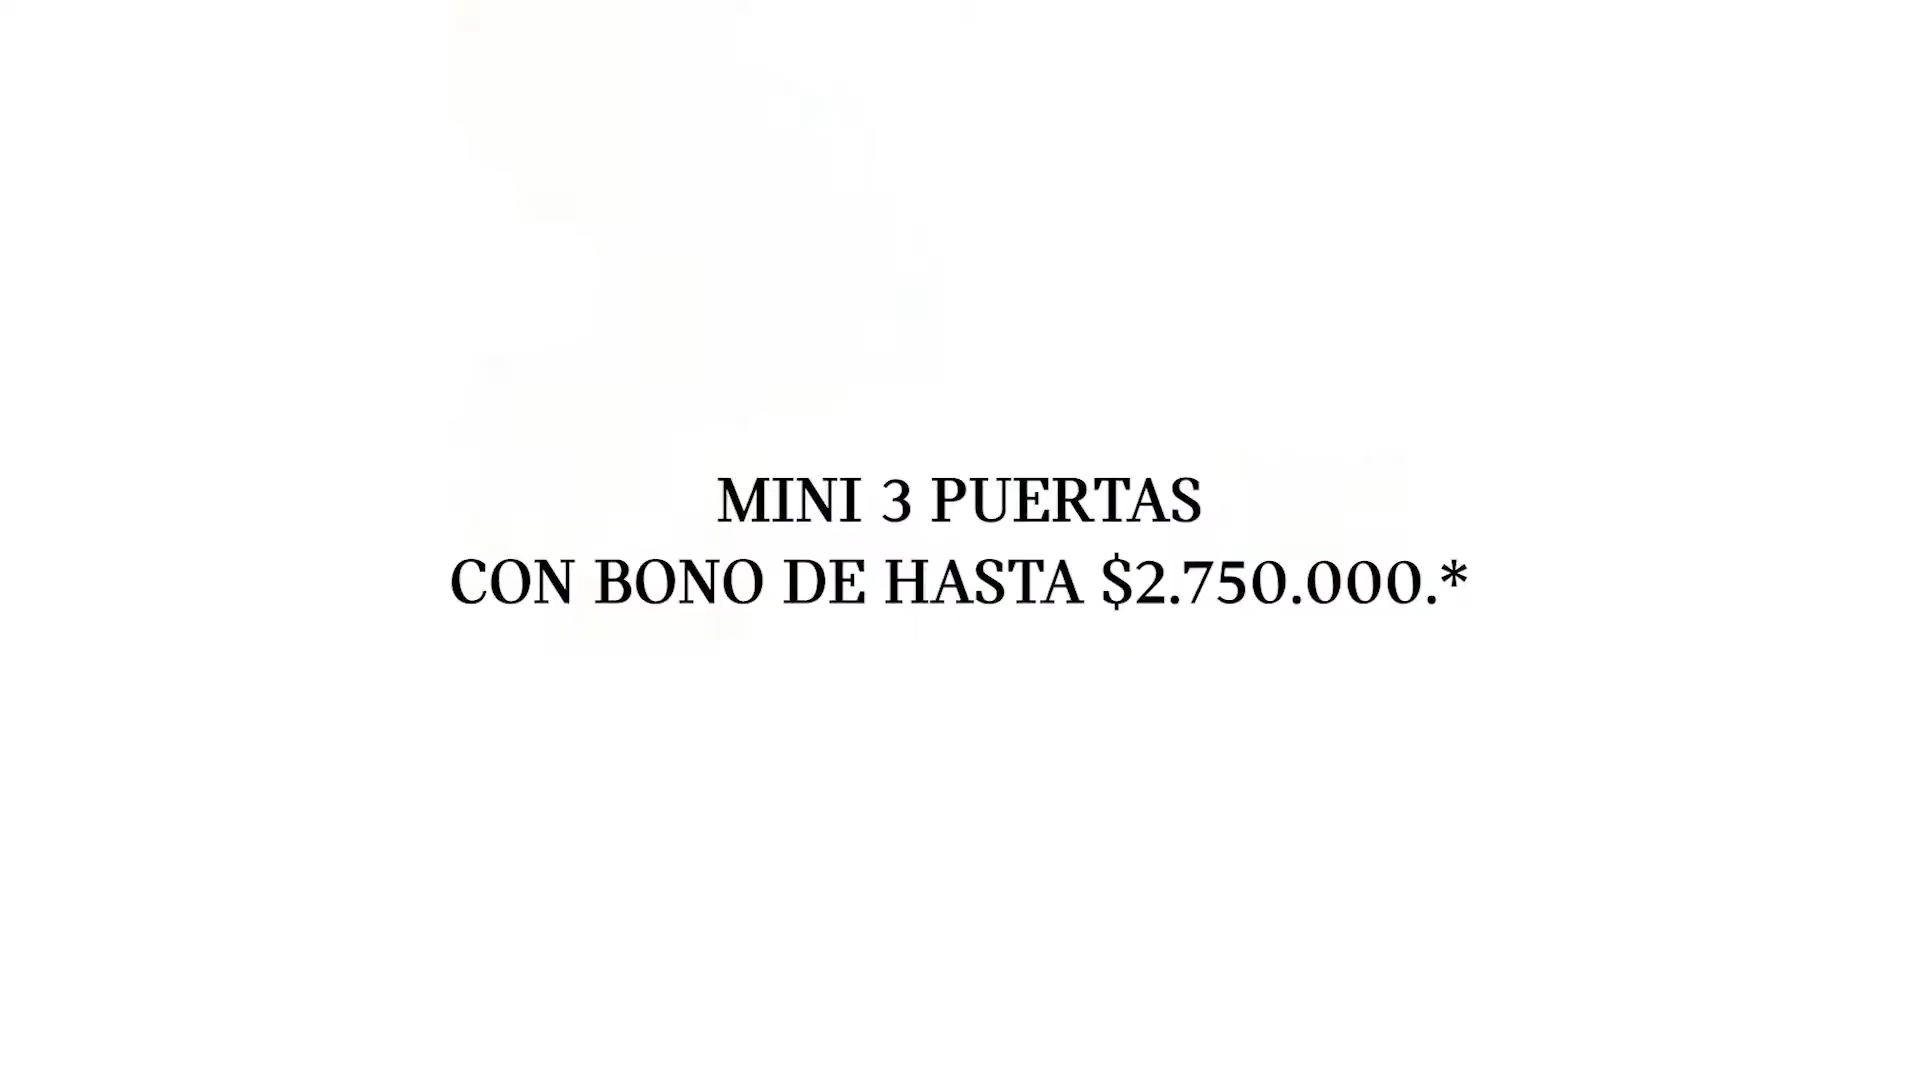 MINI 3 PUERTAS
CON BONO DE HASTA $2.750.000.*